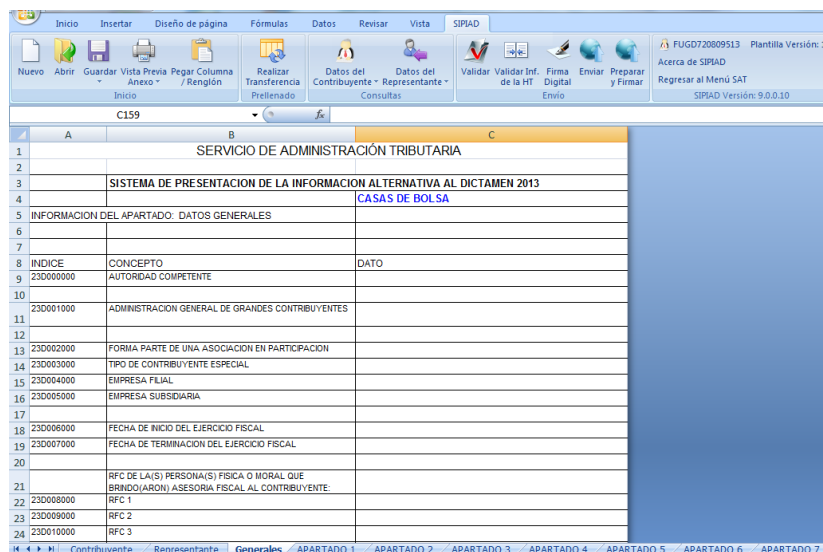 Inicio Insertar Diseño de página Fórmulas Datos Revisar Vista SIPIAD
Nuevo Abrir Guardar Vista Previa Anexo Pegar Columna / Renglón Realizar Transferencia Datos del Contribuyente Datos del Representante Validar Validar Inf. de la HT Firma Digital Enviar Preparar y Firmar
FUGD720809513 Plantilla Versión:
Acerca de SIPIAD
Regresar al Menú SAT
Inicio Prellenado Consultas Envío SIPIAD Versión: 9.0.0.10
C159 fx
A B C
1 SERVICIO DE ADMINISTRACIÓN TRIBUTARIA
2
3 SISTEMA DE PRESENTACION DE LA INFORMACION ALTERNATIVA AL DICTAMEN 2013
4 CASAS DE BOLSA
5 INFORMACION DEL APARTADO: DATOS GENERALES
6
7
8 INDICE CONCEPTO DATO
9 23D000000 AUTORIDAD COMPETENTE
10
11 23D001000 ADMINISTRACION GENERAL DE GRANDES CONTRIBUYENTES
12
13 23D002000 FORMA PARTE DE UNA ASOCIACION EN PARTICIPACION
14 23D003000 TIPO DE CONTRIBUYENTE ESPECIAL
15 23D004000 EMPRESA FILIAL
16 23D005000 EMPRESA SUBSIDIARIA
17
18 23D006000 FECHA DE INICIO DEL EJERCICIO FISCAL
19 23D007000 FECHA DE TERMINACION DEL EJERCICIO FISCAL
20
RFC DE LA(S) PERSONA(S) FISICA O MORAL QUE
21 BRINDO(ARON) ASESORIA FISCAL AL CONTRIBUYENTE:
22 23D008000 RFC 1
23 23D009000 RFC 2
24 23D010000 RFC 3
Contribuyente Representante Generales APARTADO 1 APARTADO 2 APARTADO 3 APARTADO 4 APARTADO 5 APARTADO 6 APARTADO 7